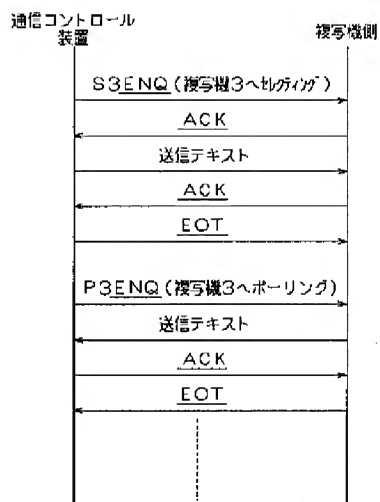 通信コントロール
装置
複写機側
S3ENQ(複写機3へセレクティング)
ACK
送信テキスト
ACK
EOT
P3ENQ(複写機3へポーリング)
送信テキスト
ACK
EOT